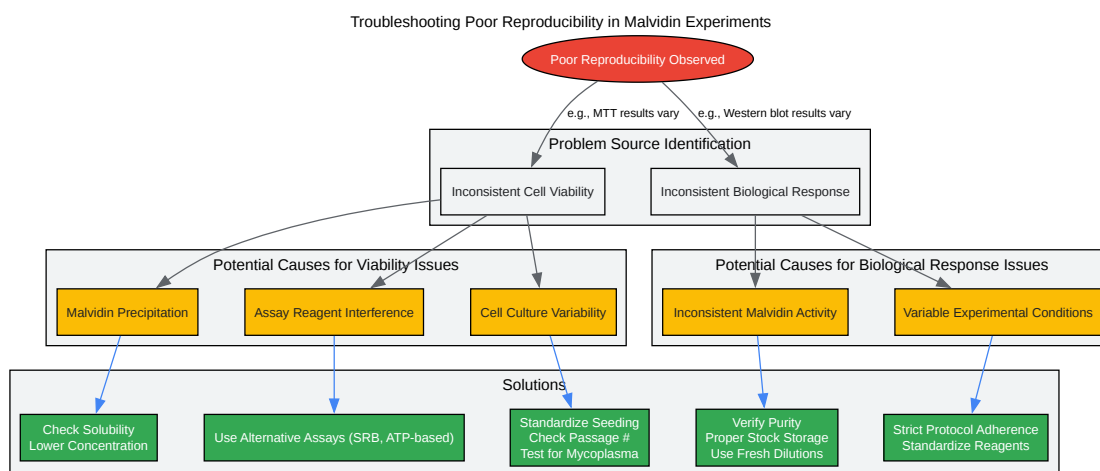 Troubleshooting Poor Reproducibility in Malvidin Experiments
Poor Reproducibility Observed
e.g., MTT results vary
e.g., Western blot results vary
Problem Source Identification
Inconsistent Cell Viability
Inconsistent Biological Response
Potential Causes for Viability Issues
Potential Causes for Biological Response Issues
Malvidin Precipitation
Assay Reagent Interference
Cell Culture Variability
Inconsistent Malvidin Activity
Variable Experimental Conditions
Solutions
Check Solubility
Lower Concentration
Use Alternative Assays (SRB, ATP-based)
Standardize Seeding
Check Passage #
Test for Mycoplasma
Verify Purity
Proper Stock Storage
Use Fresh Dilutions
Strict Protocol Adherence
Standardize Reagents